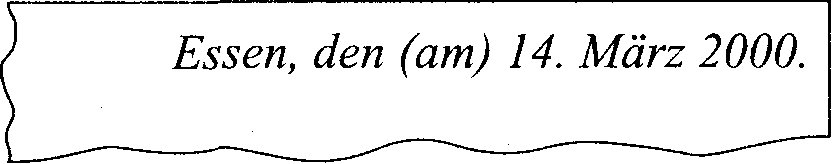 Essen, den (am) 14. März 2000.